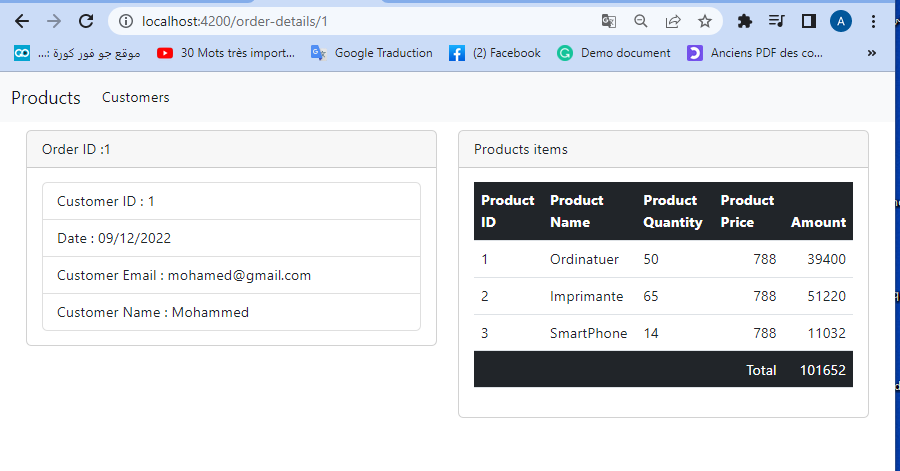 localhost:4200/order-details/1
موقع جو فور كورة :...
30 Mots très import...
Google Traduction
(2) Facebook
Demo document
Anciens PDF des co...
»
A
Products Customers
Order ID :1
Customer ID : 1
Date : 09/12/2022
Customer Email : mohamed@gmail.com
Customer Name : Mohammed
Products items
Product ID Product Name Product Quantity Product Price Amount
1 Ordinatuer 50 788 39400
2 Imprimante 65 788 51220
3 SmartPhone 14 788 11032
Total 101652